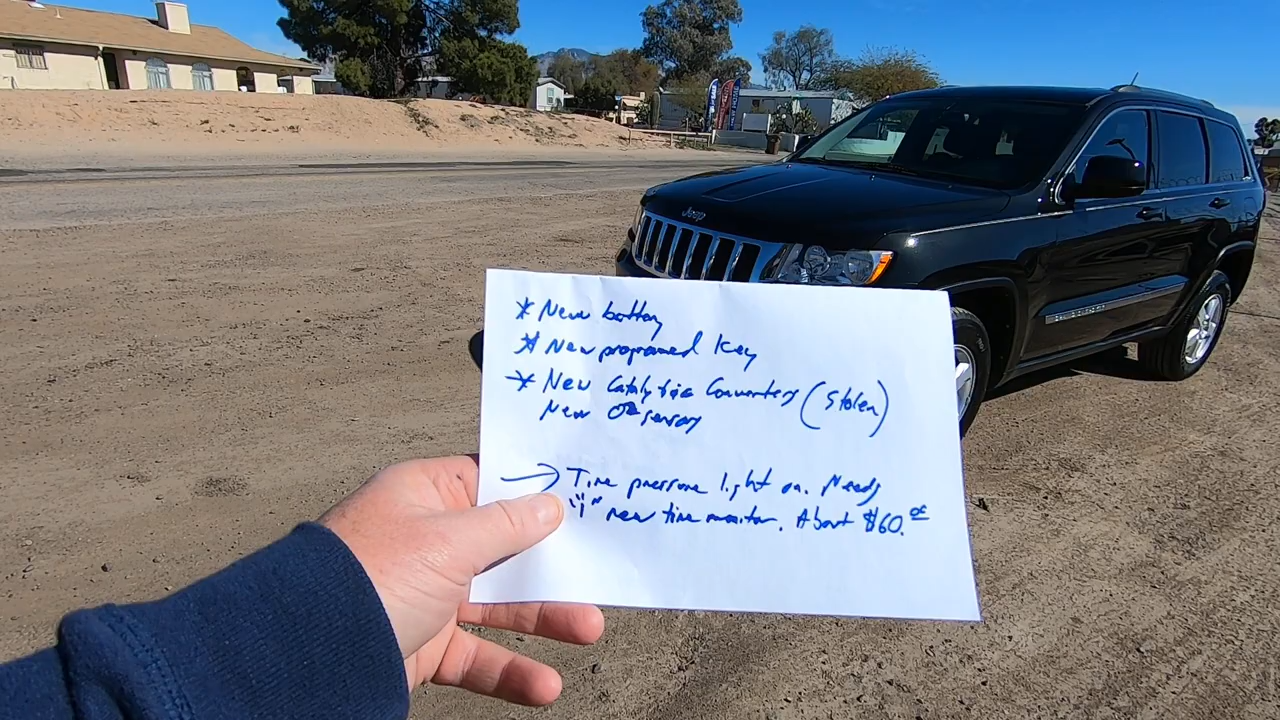 Jeep
* New battery
* New programed key
* New Catalytic Converters (Stolen)
New O² sensors
→ Tire pressure light on. Needs
"1" new tire monitor. About $60.00